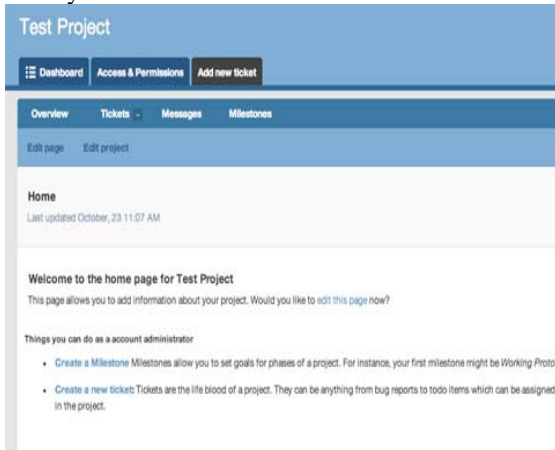 Test Project
Dashboard Access & Permissions Add new ticket
Overview Tickets Messages Milestones
Edit page Edit project
Home
Last updated October, 23 11:07 AM
Welcome to the home page for Test Project
This page allows you to add information about your project. Would you like to edit this page now?
Things you can do as a account administrator
• Create a Milestone Milestones allow you to set goals for phases of a project. For instance, your first milestone might be Working Proto
• Create a new ticket: Tickets are the life blood of a project. They can be anything from bug reports to todo items which can be assigned
in the project.